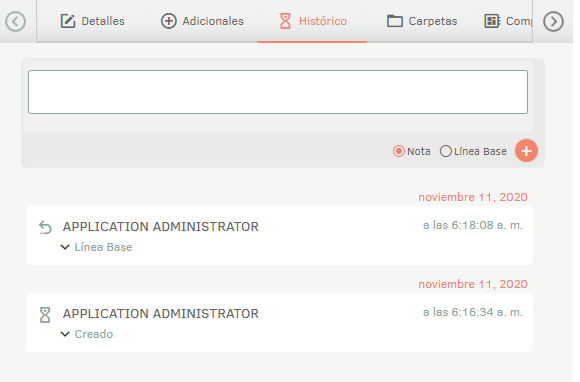 Detalles Adicionales Histórico Carpetas
Nota Línea Base
noviembre 11, 2020
APPLICATION ADMINISTRATOR a las 6:18:08 a. m.
Línea Base
noviembre 11, 2020
APPLICATION ADMINISTRATOR a las 6:16:34 a. m.
Creado